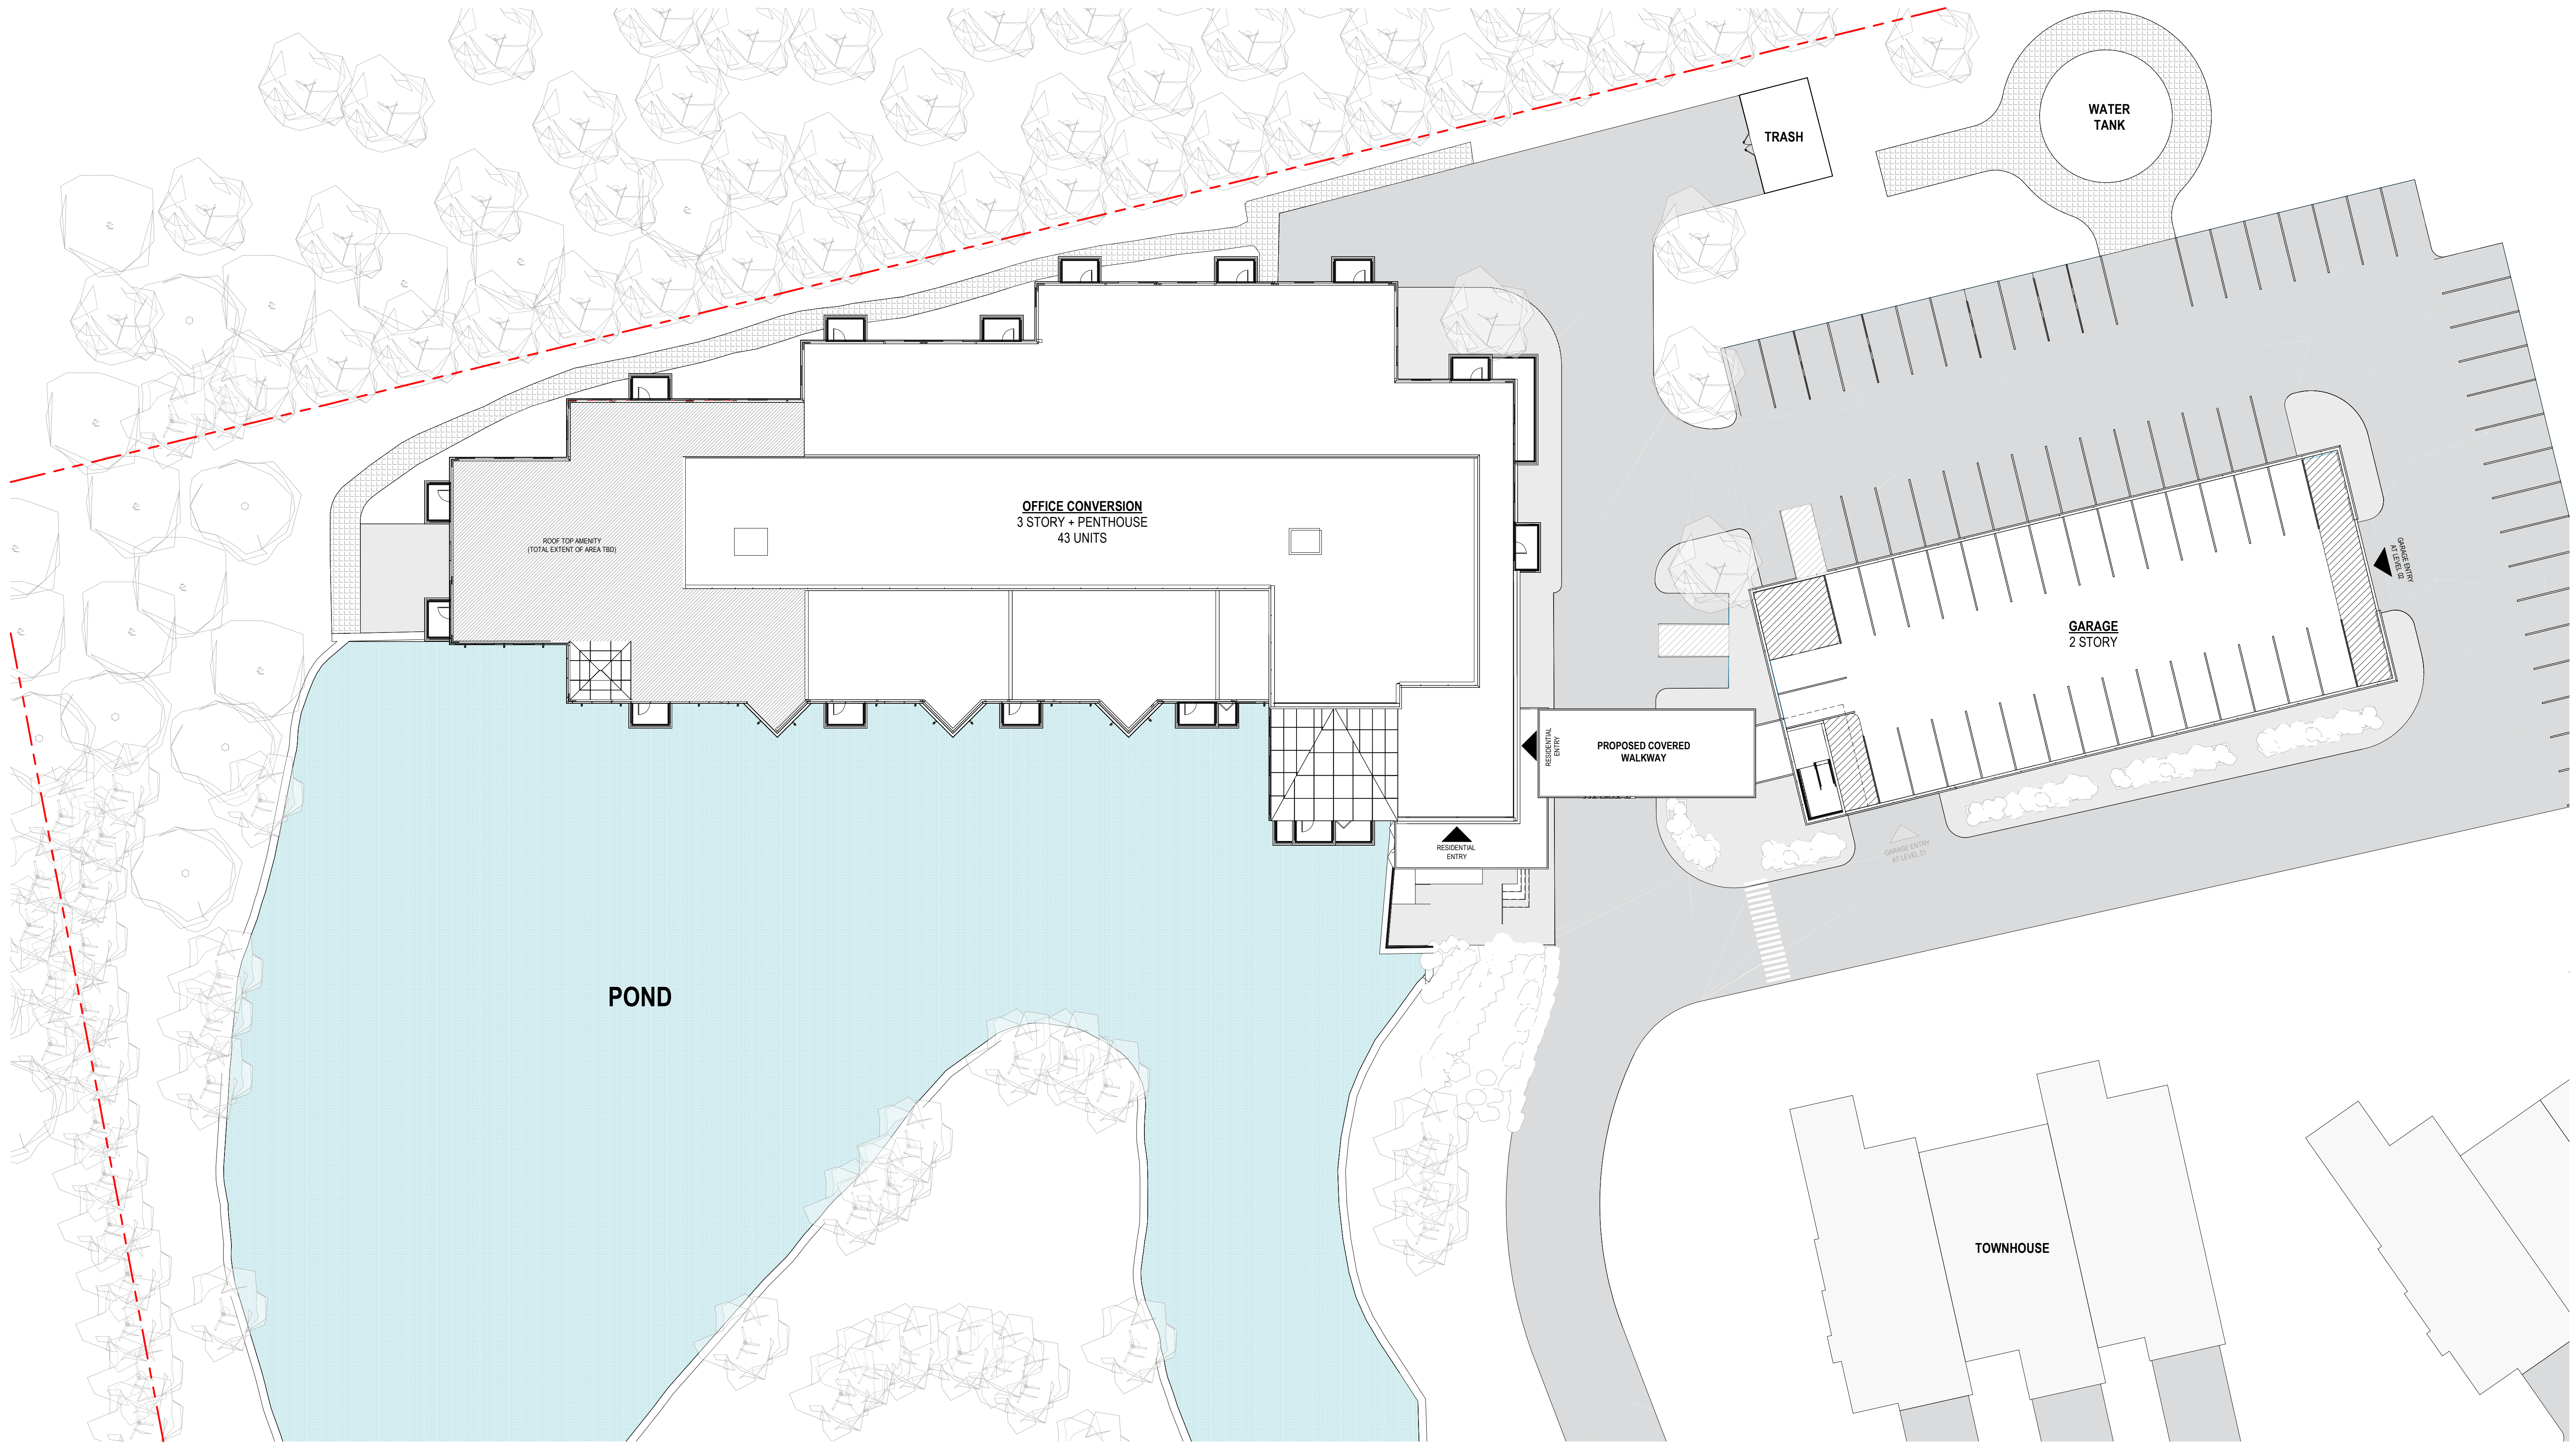 WATER
TANK
TRASH
OFFICE CONVERSION
3 STORY + PENTHOUSE
43 UNITS
ROOF TOP AMENITY
(TOTAL EXTENT OF AREA TBD)
GARAGE ENTRY
AT LEVEL 02
GARAGE
2 STORY
RESIDENTIAL
ENTRY
PROPOSED COVERED
WALKWAY
RESIDENTIAL
ENTRY
GARAGE ENTRY
AT LEVEL 01
POND
TOWNHOUSE